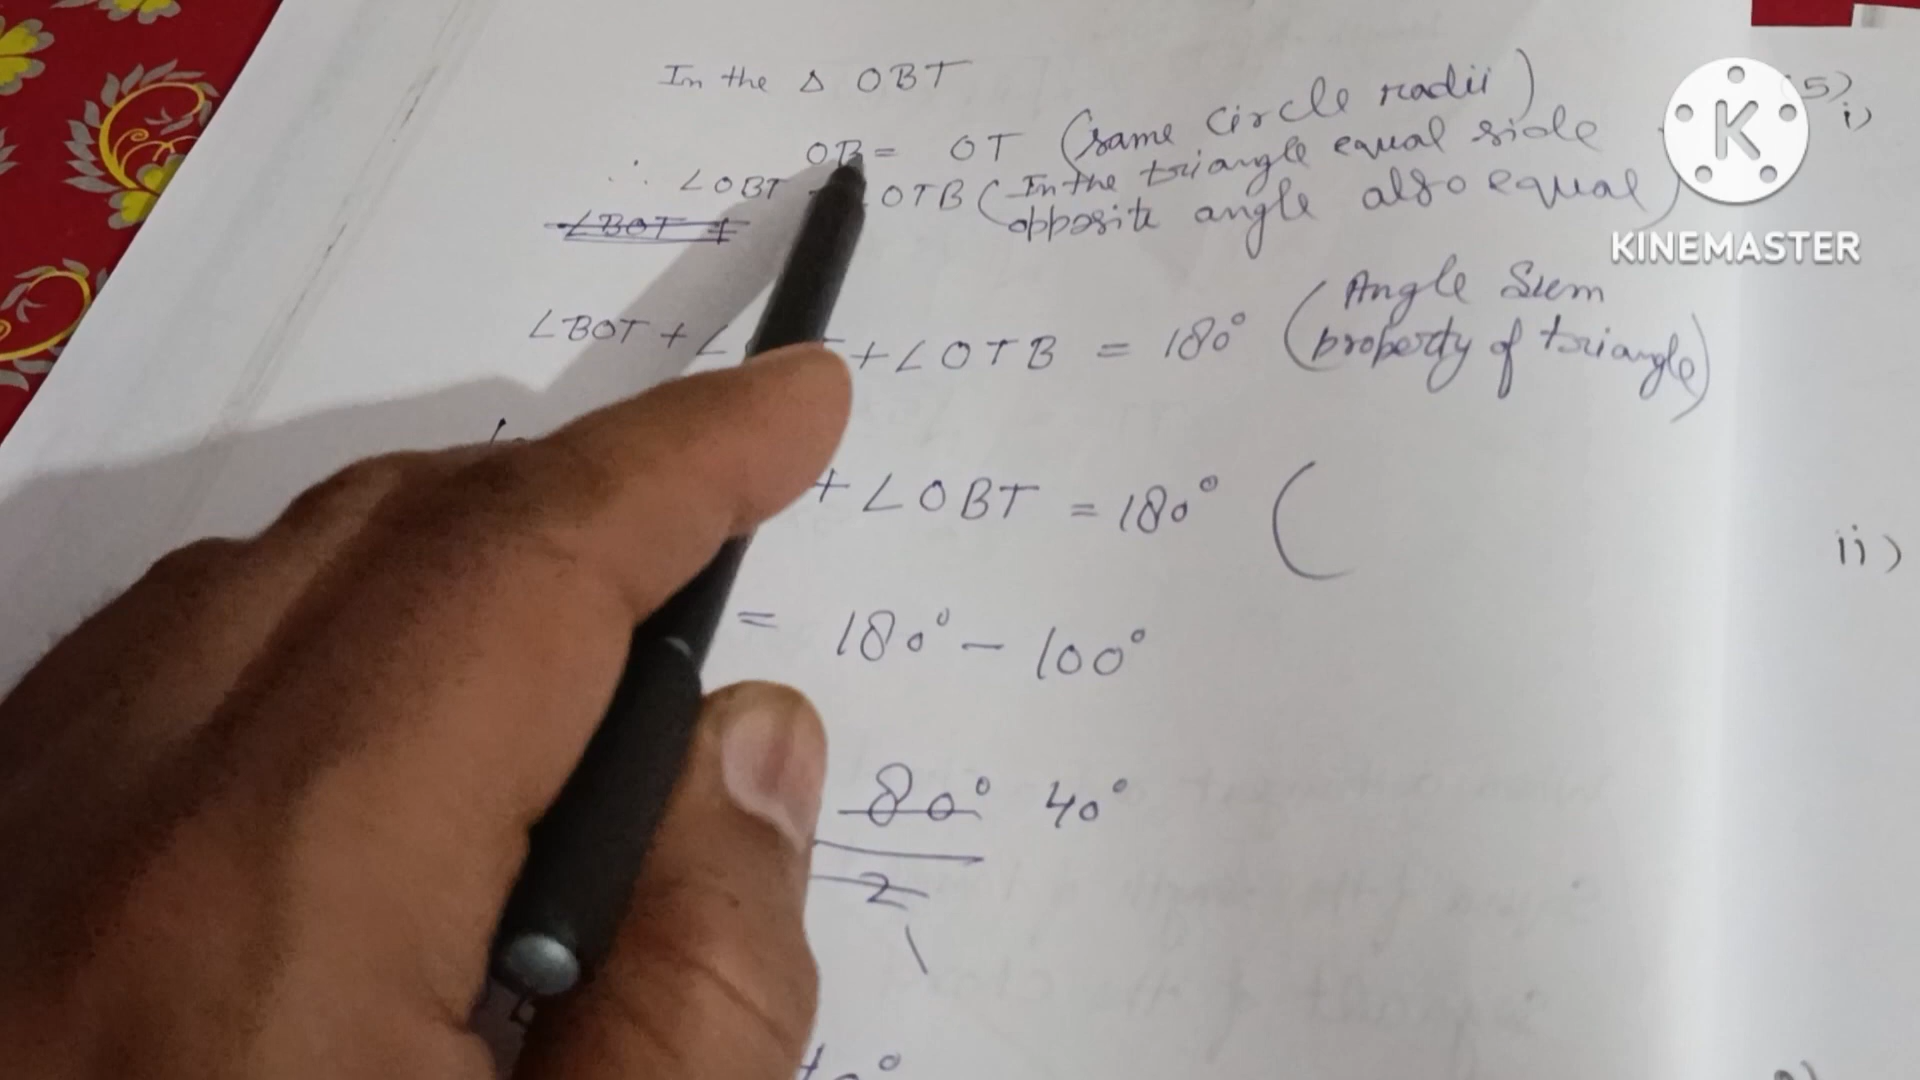 In the Δ OBT
OB = OT (same circle radii)
∴ ∠OBT OTB (In the triangle equal side
opposite angle also equal)
∠BOT +
∠BOT + ∠ + ∠OTB = 180° (Angle Sum
property of triangle)
+ ∠OBT = 180° (
= 180° - 100°
80° 40°
2
5)
i)
ii)
K
KINEMASTER